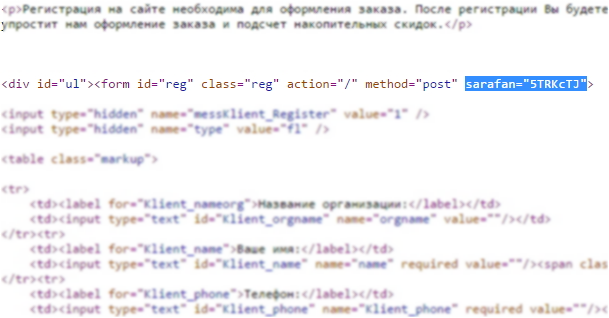 <p>Регистрация на сайте необходима для оформления заказа. После регистрации Вы будете
упростит нам оформление заказа и подсчет накопительных скидок.</p>
<div id="ul"><form id="reg" class="reg" action="/" method="post" sarafan="5TRKcTJ">
<input type="hidden" name="messKlient_Register" value="1" />
<input type="hidden" name="type" value="fl" />
<table class="markup">
<tr>
<td><label for="Klient_nameorg">Название организации:</label></td>
<td><input type="text" id="Klient_orgname" name="orgname" value=""/></td>
</tr><tr>
<td><label for="Klient_name">Ваше имя:</label></td>
<td><input type="text" id="Klient_name" name="name" required value=""/><span clas
</tr><tr>
<td><label for="Klient_phone">Телефон:</label></td>
<td><input type="text" id="Klient_phone" name="Klient_phone" required value=""/><